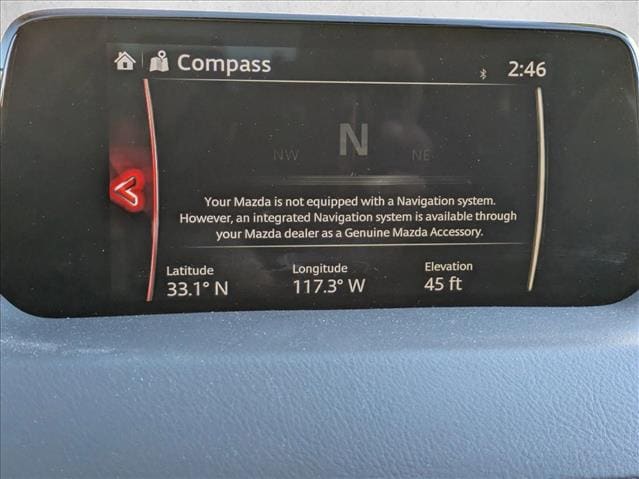 Compass
2:46
N
NW
NE
Your Mazda is not equipped with a Navigation system.
However, an integrated Navigation system is available through
your Mazda dealer as a Genuine Mazda Accessory.
Latitude Longitude Elevation
33.1° N 117.3° W 45 ft